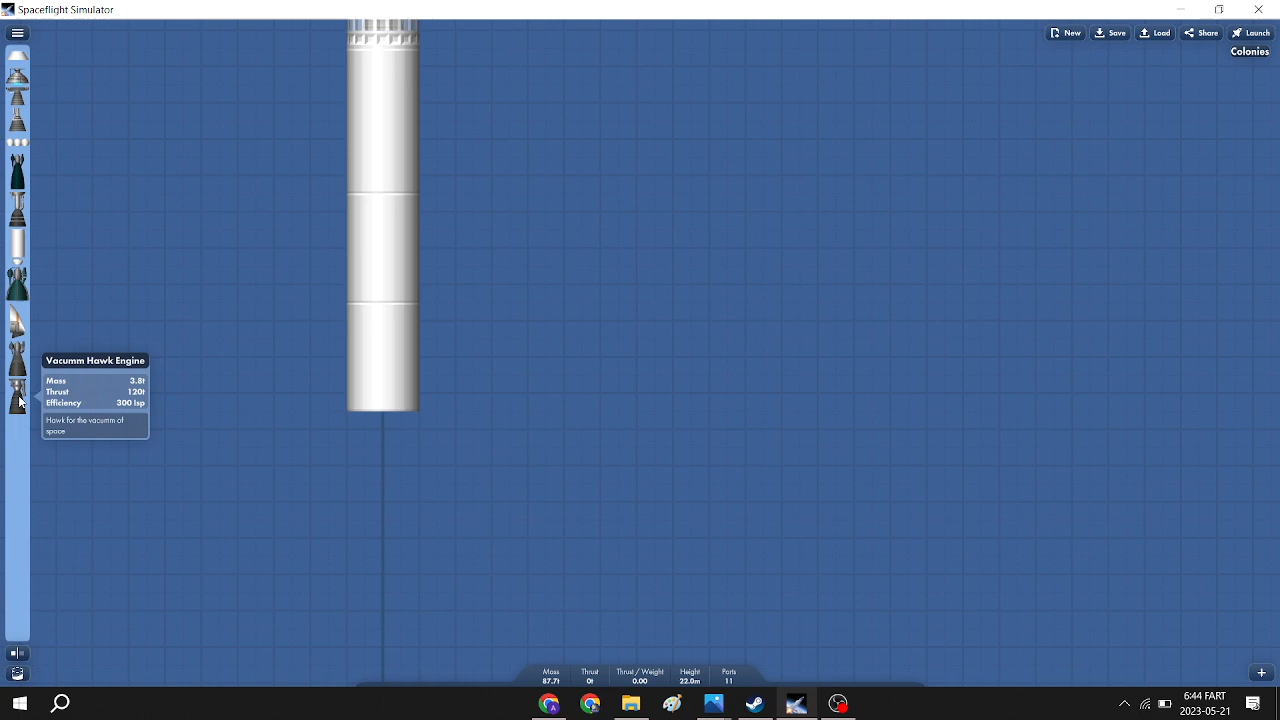 Spaceflight Simulator
New
Save
Load
Share
Launch
Colonies
Vacumm Hawk Engine
Mass 3.8t
Thrust 120t
Efficiency 300 Isp
Hawk for the vacumm of
space
Mass Thrust Thrust / Weight Height Parts
87.7t 0t 0.00 22.0m 11
6:44 FART
2023-05-21